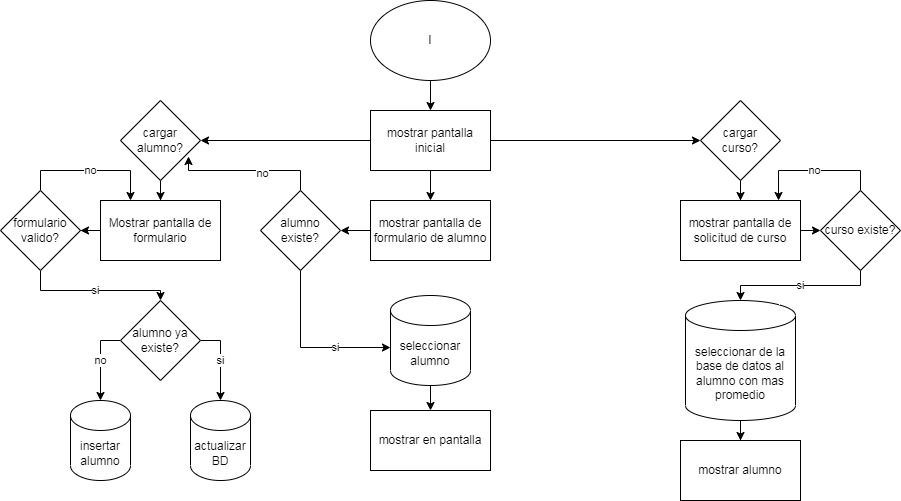 I
mostrar pantalla
inicial
cargar
alumno?
cargar
curso?
no
no
no
formulario
valido?
Mostrar pantalla de
formulario
alumno
existe?
mostrar pantalla de
formulario de alumno
mostrar pantalla de
solicitud de curso
curso existe?
si
si
alumno ya
existe?
si
seleccionar
alumno
seleccionar de la
base de datos al
alumno con mas
promedio
no
si
insertar
alumno
actualizar
BD
mostrar en pantalla
mostrar alumno